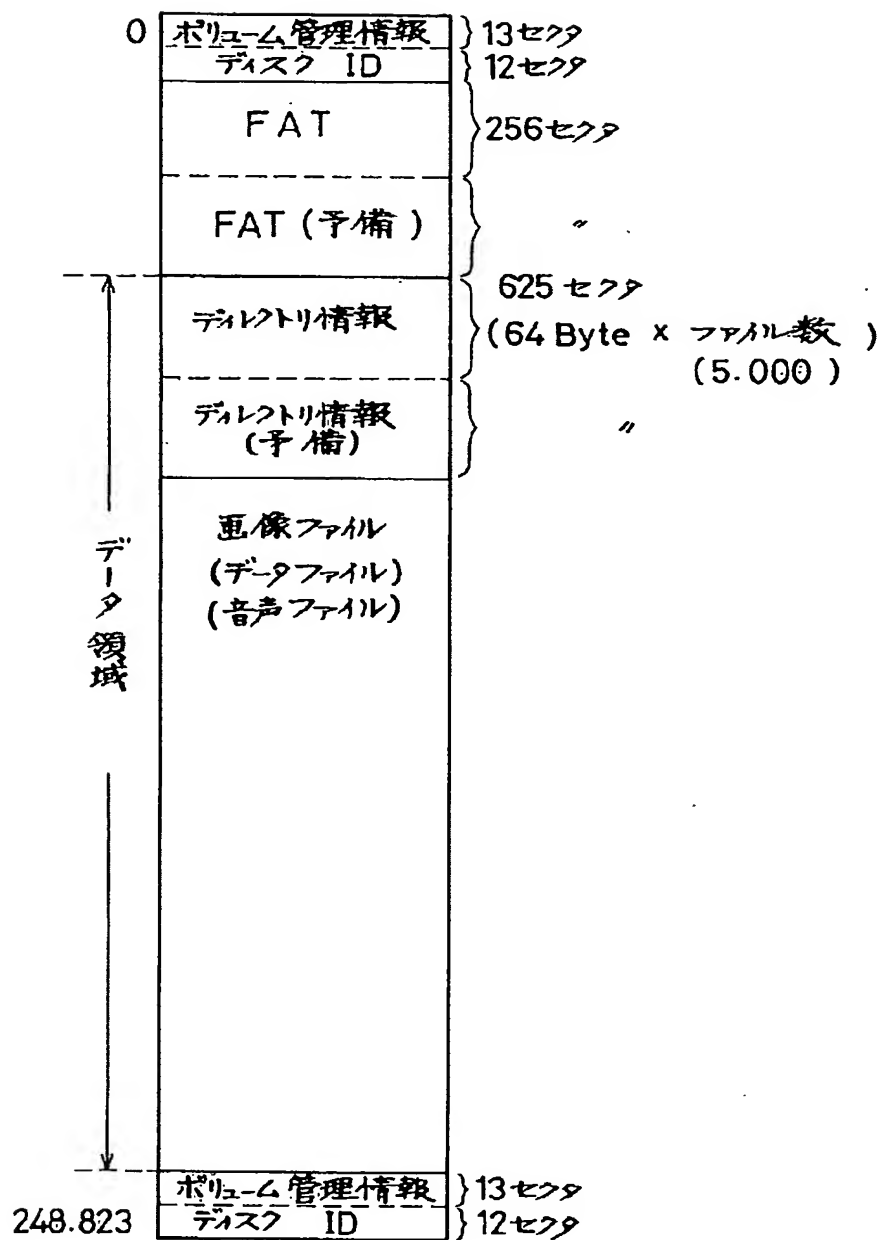 0
ボリューム管理情報
13セクタ
ディスク ID
12セクタ
FAT
256セクタ
FAT (予備)
〃
ディレクトリ情報
625セクタ
(64 Byte × ファイル数)
(5.000)
ディレクトリ情報
(予備)
〃
画像ファイル
(データファイル)
(音声ファイル)
データ領域
ボリューム管理情報
13セクタ
248.823
ディスク ID
12セクタ